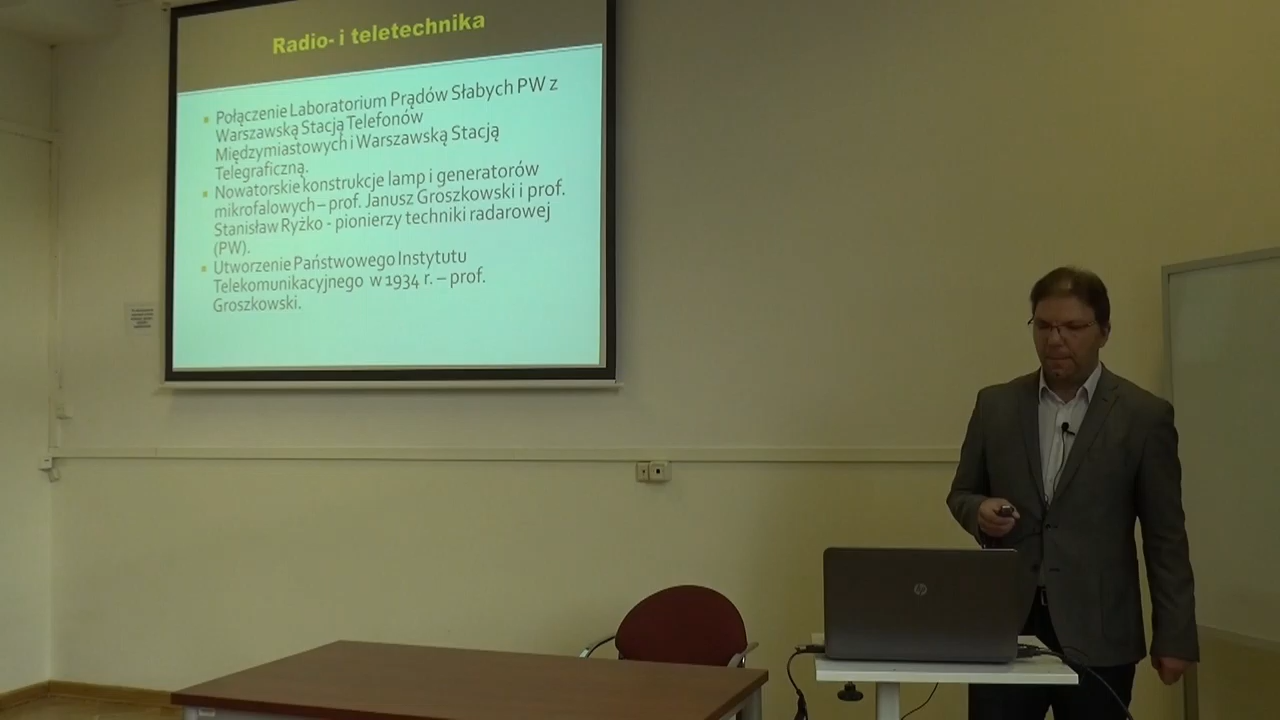 Radio- i teletechnika
Połączenie Laboratorium Prądów Słabych PW z
Warszawską Stacją Telefonów
Międzymiastowych i Warszawską Stacją
Telegraficzną.
Nowatorskie konstrukcje lamp i generatorów
mikrofalowych – prof. Janusz Groszkowski i prof.
Stanisław Ryżko - pionierzy techniki radarowej
(PW).
Utworzenie Państwowego Instytutu
Telekomunikacyjnego w 1934 r. – prof.
Groszkowski.
hp